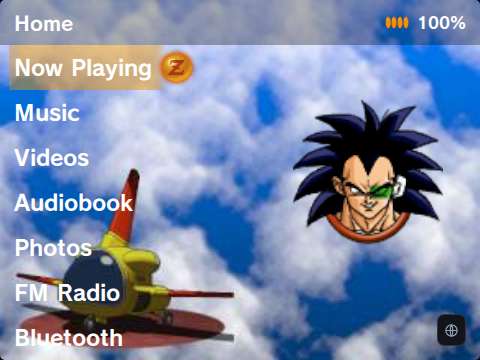 Home
100%
Now Playing Z
Music
Videos
Audiobook
Photos
FM Radio
Bluetooth